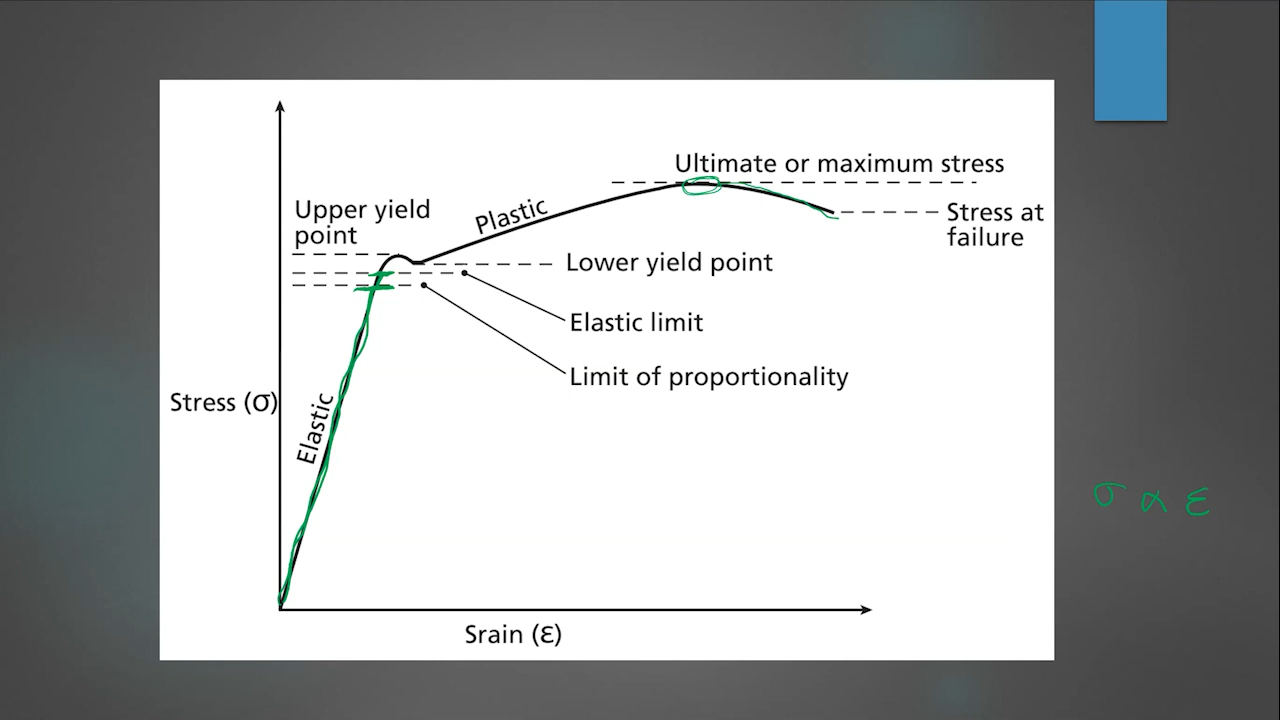 Ultimate or maximum stress
Upper yield
point
Plastic
Stress at
failure
Lower yield point
Elastic limit
Limit of proportionality
Stress (σ)
Elastic
σ ∝ ε
Srain (ε)